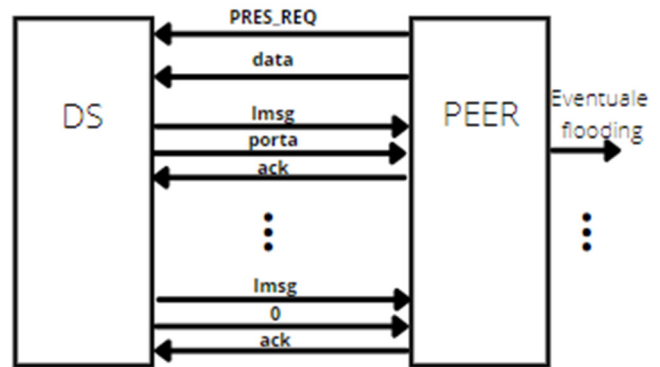 PRES_REQ
data
DS
PEER
lmsg
porta
ack
Eventuale
flooding
lmsg
0
ack